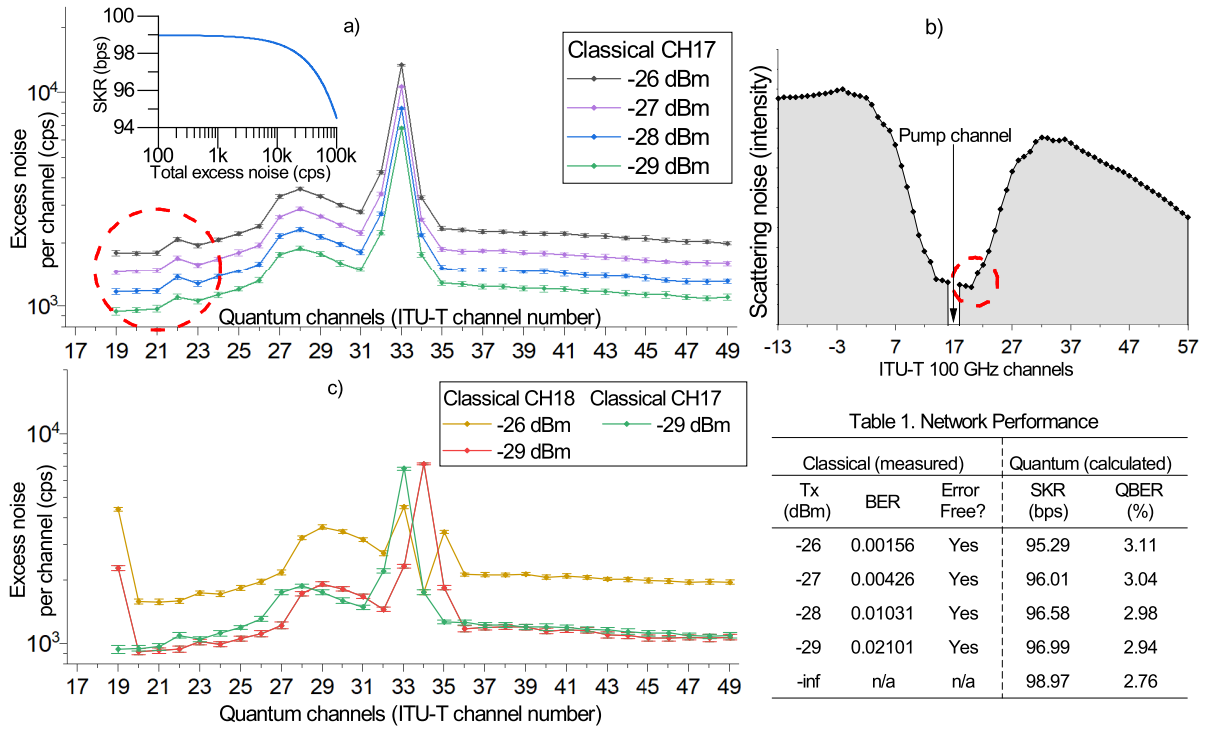 a)
100
98
96
94
SKR (bps)
100
1k
10k
100k
Total excess noise (cps)
Classical CH17
-26 dBm
-27 dBm
-28 dBm
-29 dBm
10⁴
10³
Excess noise
per channel (cps)
Quantum channels (ITU-T channel number)
17 19 21 23 25 27 29 31 33 35 37 39 41 43 45 47 49
b)
Scattering noise (intensity)
Pump channel
-13 -3 7 17 27 37 47 57
ITU-T 100 GHz channels
c)
Classical CH18 Classical CH17
-26 dBm -29 dBm
-29 dBm
10⁴
10³
Excess noise
per channel (cps)
17 19 21 23 25 27 29 31 33 35 37 39 41 43 45 47 49
Quantum channels (ITU-T channel number)
Table 1. Network Performance
Classical (measured) Quantum (calculated)
Tx (dBm) BER Error Free? SKR (bps) QBER (%)
-26 0.00156 Yes 95.29 3.11
-27 0.00426 Yes 96.01 3.04
-28 0.01031 Yes 96.58 2.98
-29 0.02101 Yes 96.99 2.94
-inf n/a n/a 98.97 2.76